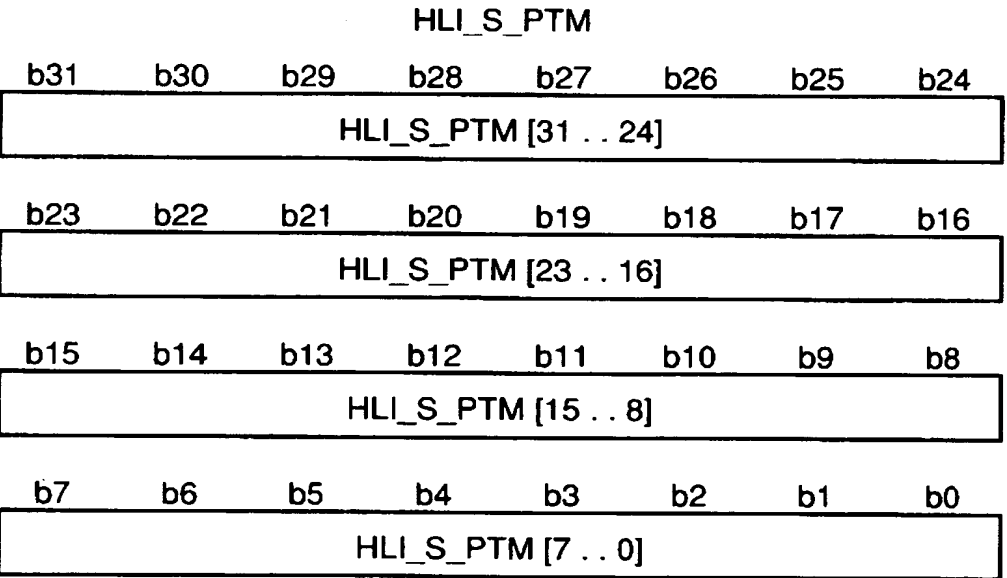 HLI_S_PTM
b31 b30 b29 b28 b27 b26 b25 b24
HLI_S_PTM [31 . . 24]
b23 b22 b21 b20 b19 b18 b17 b16
HLI_S_PTM [23 . . 16]
b15 b14 b13 b12 b11 b10 b9 b8
HLI_S_PTM [15 . . 8]
b7 b6 b5 b4 b3 b2 b1 b0
HLI_S_PTM [7 . . 0]